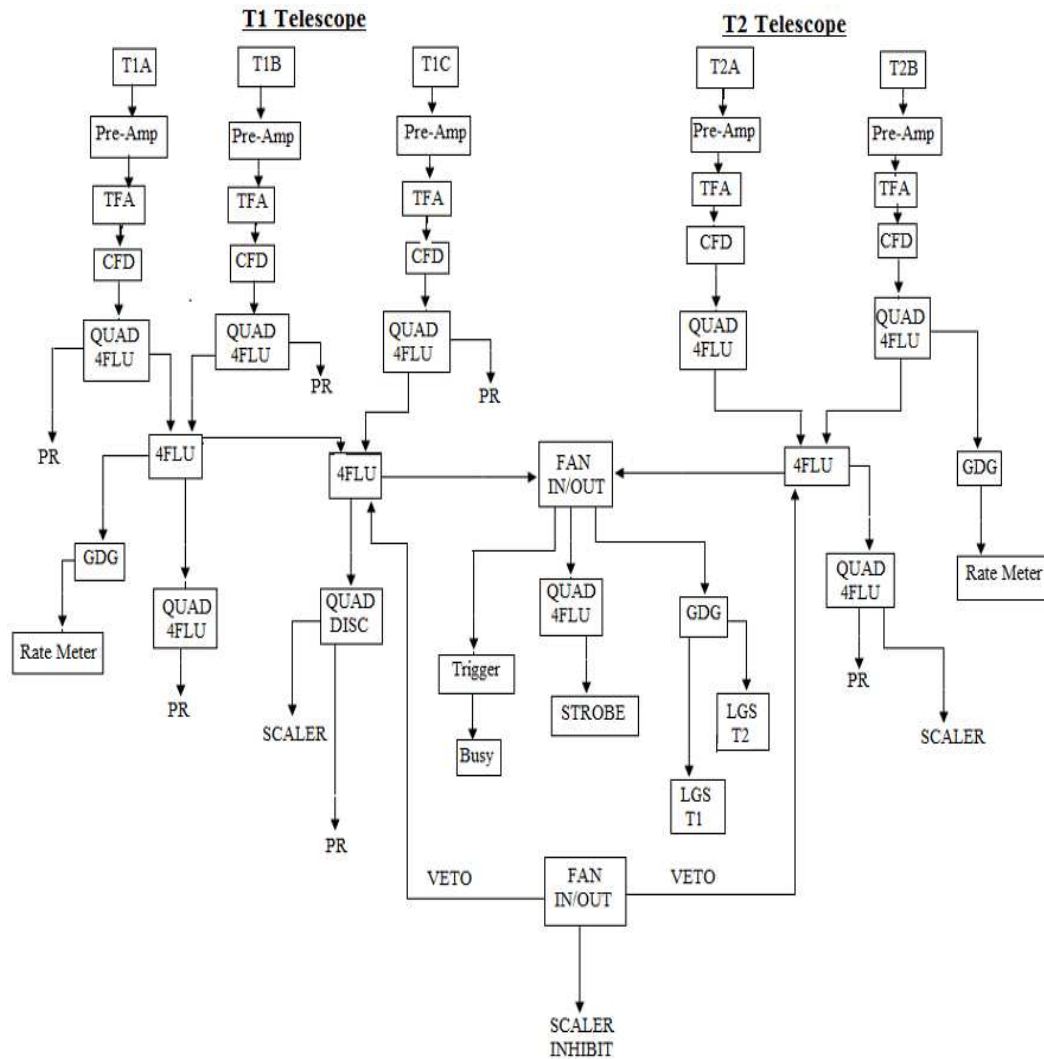 T1 Telescope
T2 Telescope
T1A
T1B
T1C
T2A
T2B
Pre-Amp
Pre-Amp
Pre-Amp
Pre-Amp
Pre-Amp
TFA
TFA
TFA
TFA
TFA
CFD
CFD
CFD
CFD
CFD
QUAD
4FLU
QUAD
4FLU
QUAD
4FLU
QUAD
4FLU
QUAD
4FLU
PR
PR
PR
4FLU
4FLU
FAN
IN/OUT
4FLU
GDG
GDG
QUAD
4FLU
Rate Meter
QUAD
DISC
QUAD
4FLU
GDG
QUAD
4FLU
Rate Meter
Trigger
STROBE
LGS
T2
PR
PR
SCALER
SCALER
Busy
LGS
T1
PR
VETO
FAN
IN/OUT
VETO
SCALER
INHIBIT